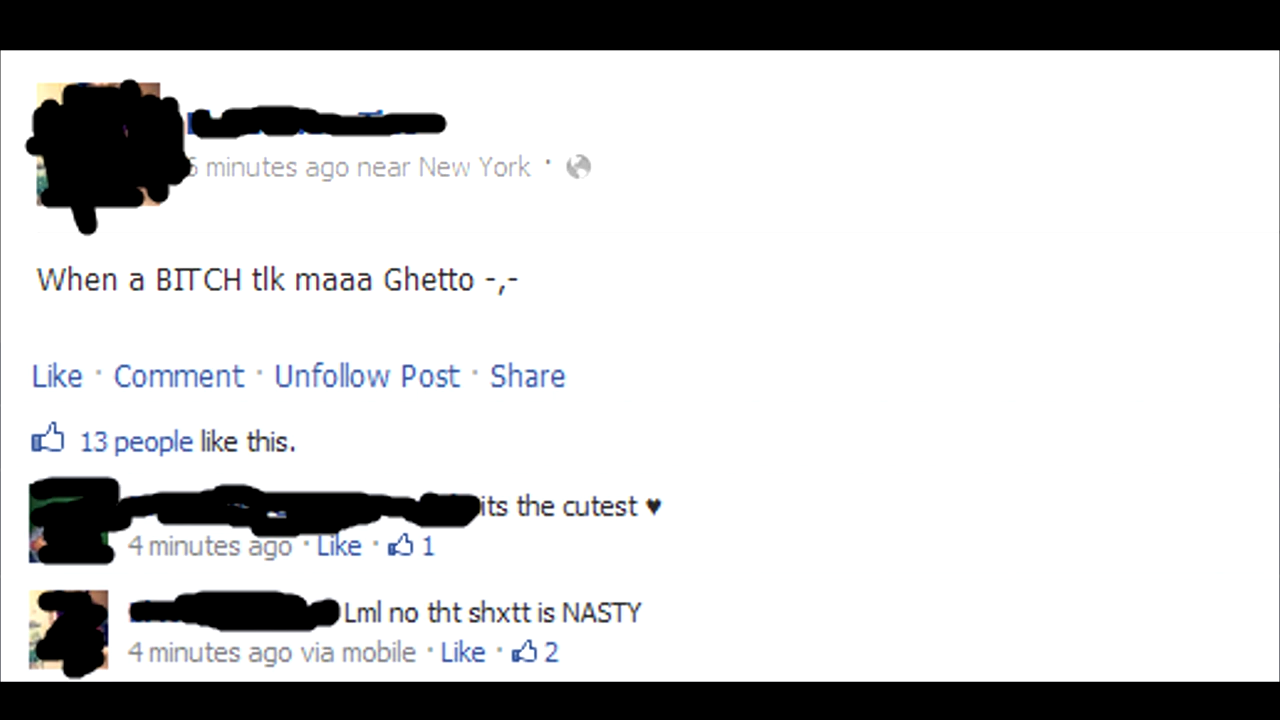 6 minutes ago near New York ·
When a BITCH tlk maaa Ghetto -,-
Like · Comment · Unfollow Post · Share
13 people like this.
its the cutest ♥
4 minutes ago · Like · 1
Lml no tht shxtt is NASTY
4 minutes ago via mobile · Like · 2